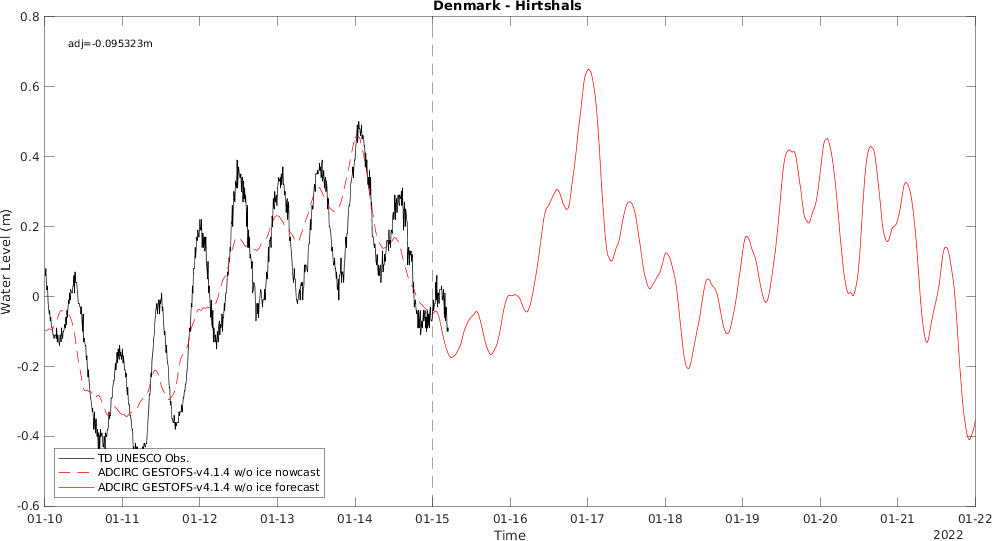 Denmark - Hirtshals
0.8
adj=-0.095323m
0.6
0.4
0.2
0
-0.2
-0.4
-0.6
Water Level (m)
TD UNESCO Obs.
ADCIRC GESTOFS-v4.1.4 w/o ice nowcast
ADCIRC GESTOFS-v4.1.4 w/o ice forecast
01-10 01-11 01-12 01-13 01-14 01-15 01-16 01-17 01-18 01-19 01-20 01-21 01-22
Time
2022